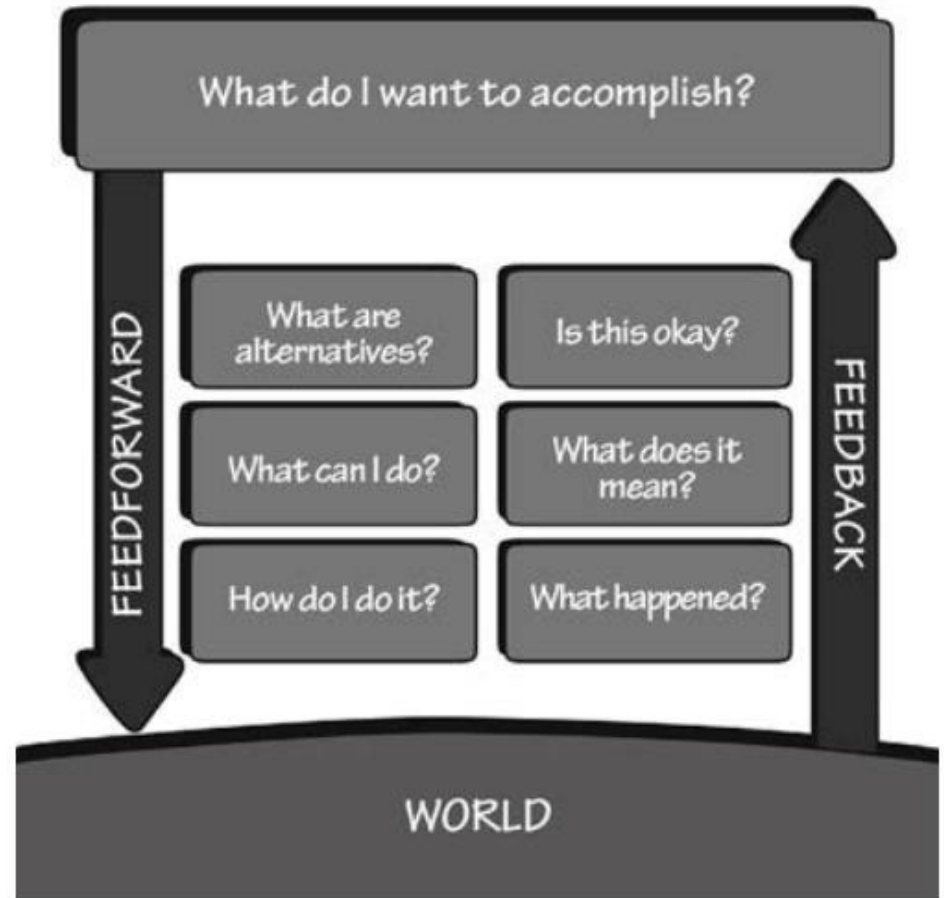 What do I want to accomplish?
FEEDFORWARD
What are
alternatives?
What can I do?
How do I do it?
Is this okay?
What does it
mean?
What happened?
FEEDBACK
WORLD